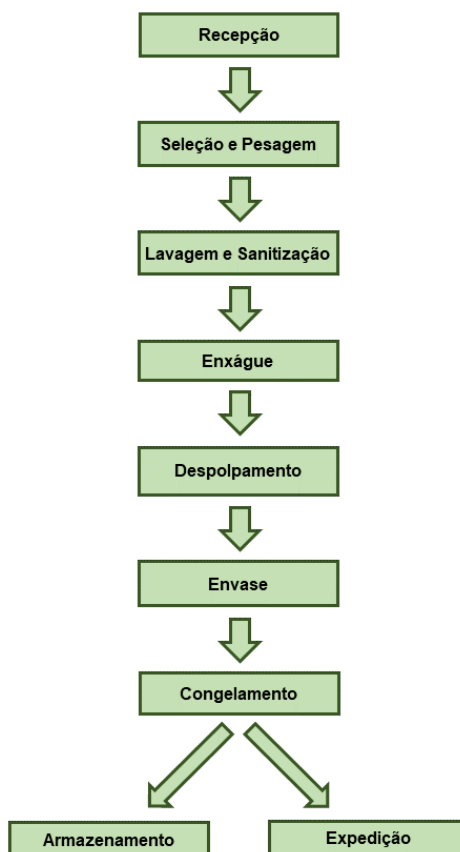 Recepção
Seleção e Pesagem
Lavagem e Sanitização
Enxágue
Despolpamento
Envase
Congelamento
Armazenamento
Expedição